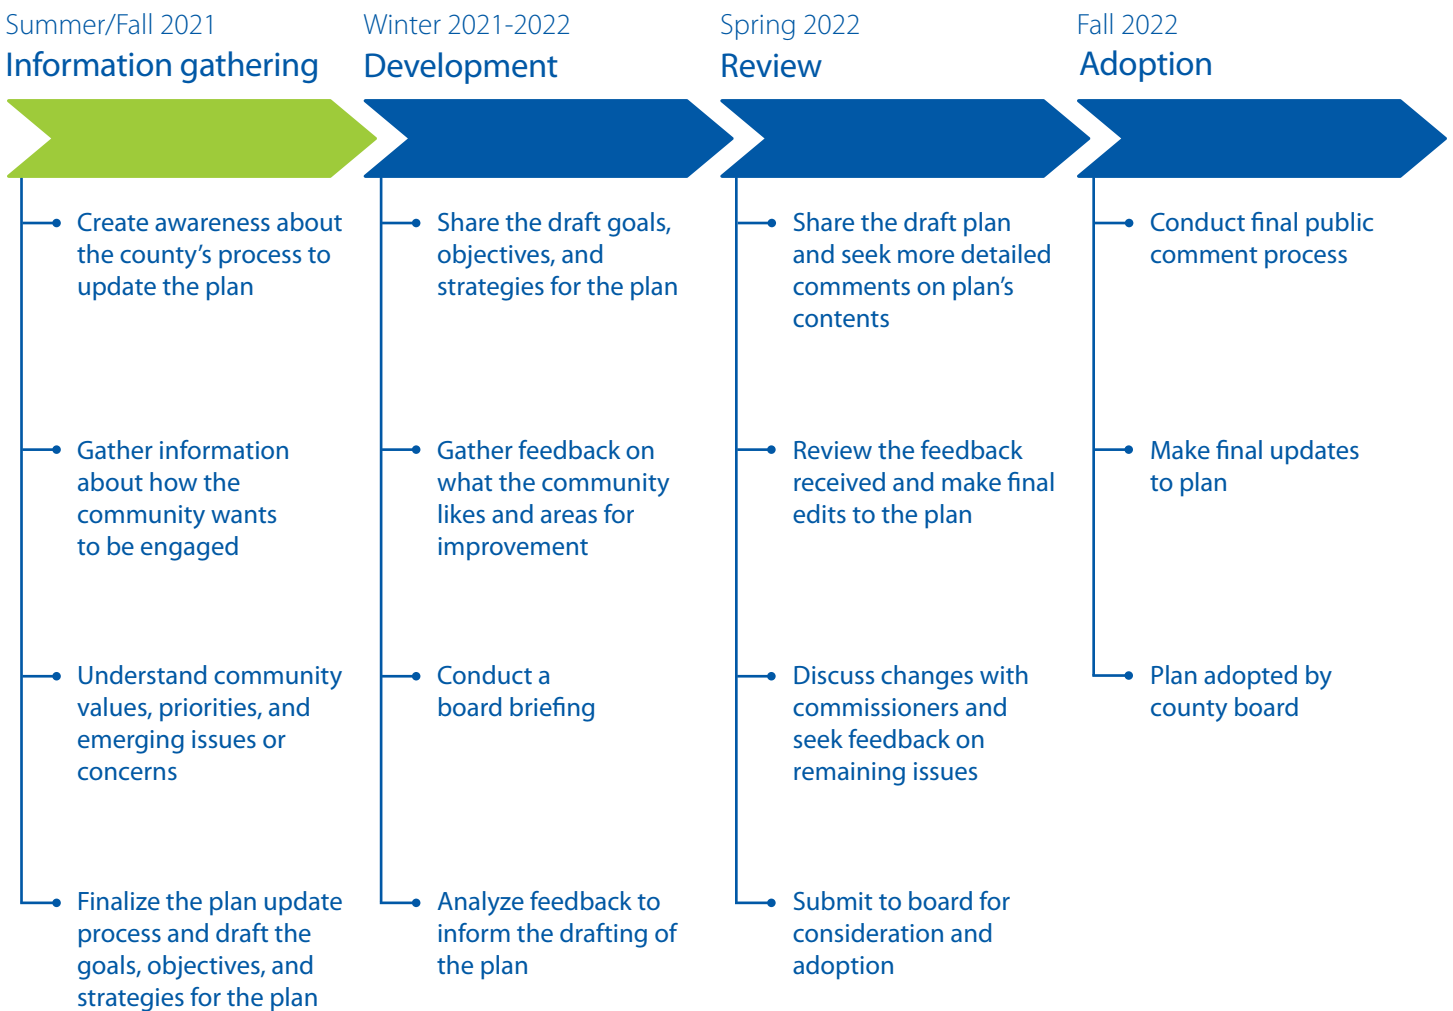 Summer/Fall 2021
Information gathering
Create awareness about
the county’s process to
update the plan
Gather information
about how the
community wants
to be engaged
Understand community
values, priorities, and
emerging issues or
concerns
Finalize the plan update
process and draft the
goals, objectives, and
strategies for the plan
Winter 2021-2022
Development
Share the draft goals,
objectives, and
strategies for the plan
Gather feedback on
what the community
likes and areas for
improvement
Conduct a
board briefing
Analyze feedback to
inform the drafting of
the plan
Spring 2022
Review
Share the draft plan
and seek more detailed
comments on plan’s
contents
Review the feedback
received and make final
edits to the plan
Discuss changes with
commissioners and
seek feedback on
remaining issues
Submit to board for
consideration and
adoption
Fall 2022
Adoption
Conduct final public
comment process
Make final updates
to plan
Plan adopted by
county board